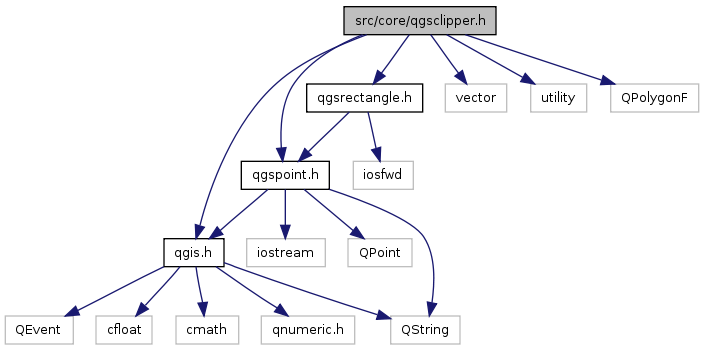 src/core/qgsclipper.h
qgsrectangle.h
vector
utility
QPolygonF
qgspoint.h
iosfwd
qgis.h
iostream
QPoint
QEvent
cfloat
cmath
qnumeric.h
QString